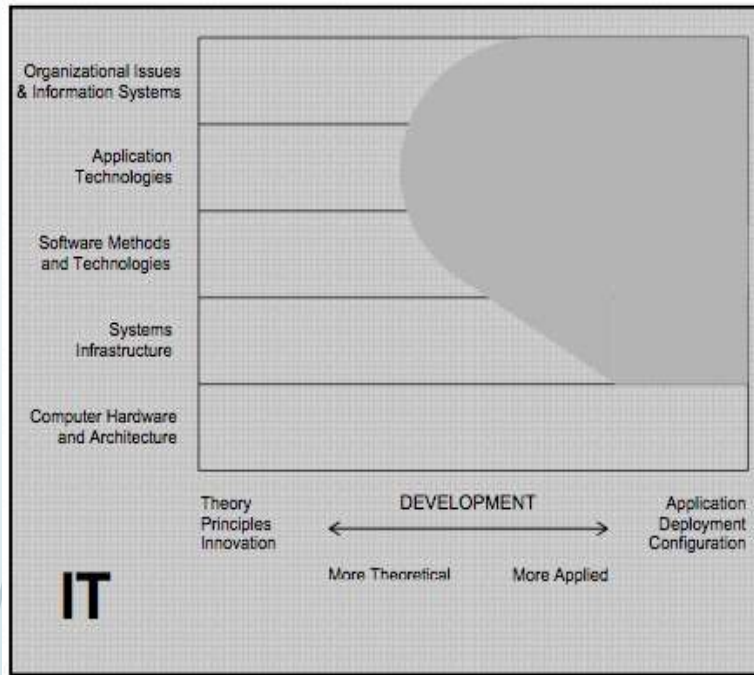 Organizational Issues
& Information Systems
Application
Technologies
Software Methods
and Technologies
Systems
Infrastructure
Computer Hardware
and Architecture
Theory
Principles
Innovation
DEVELOPMENT
Application
Deployment
Configuration
More Theoretical
More Applied
IT